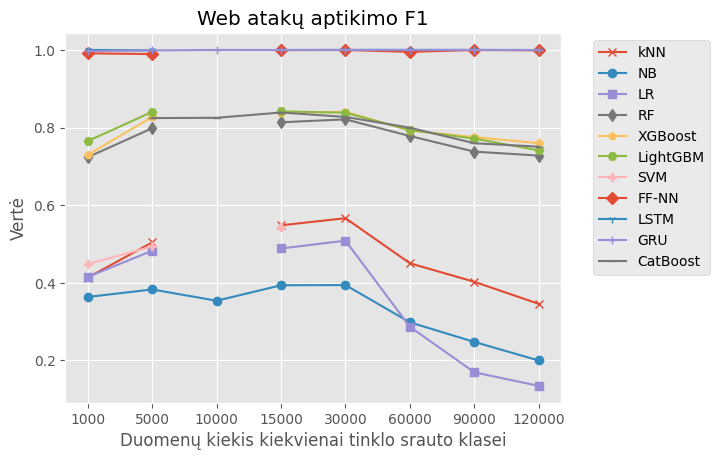 Web atakų aptikimo F1
Vertė
1.0
0.8
0.6
0.4
0.2
1000 5000 10000 15000 30000 60000 90000 120000
Duomenų kiekis kiekvienai tinklo srauto klasei
kNN
NB
LR
RF
XGBoost
LightGBM
SVM
FF-NN
LSTM
GRU
CatBoost